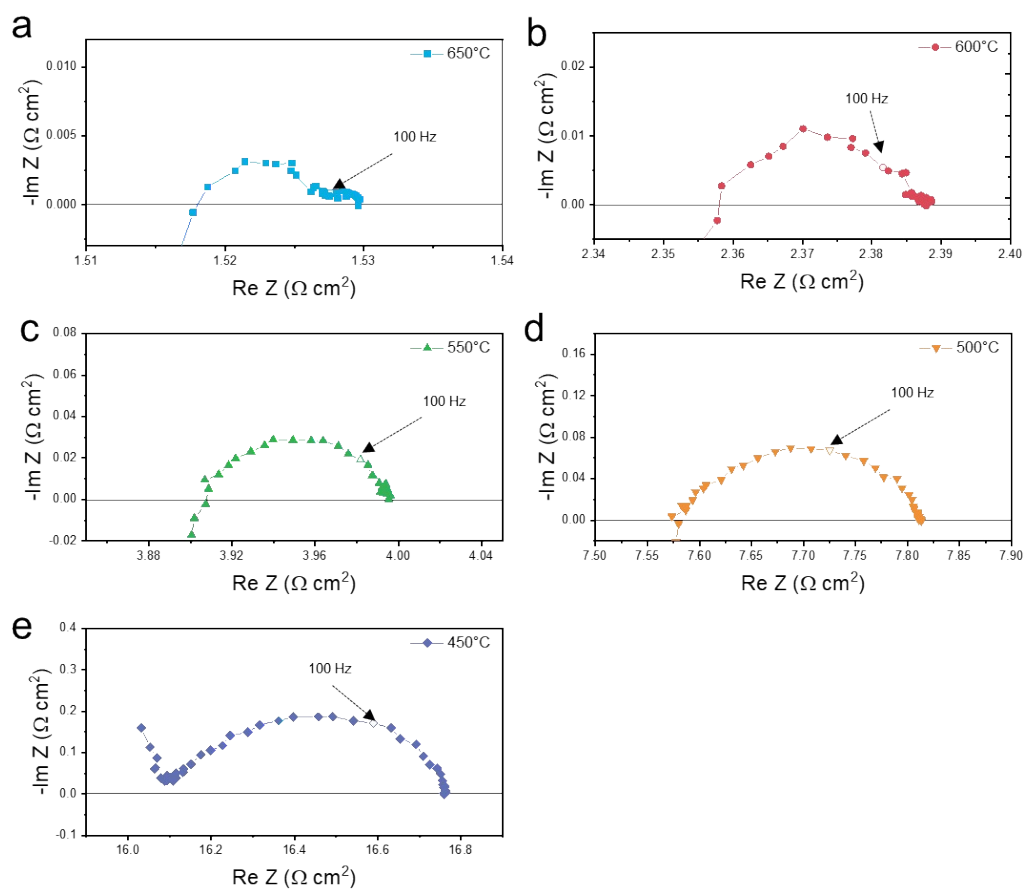 a
650°C
0.010
0.005
0.000
-Im Z (Ω cm²)
100 Hz
1.51
1.52
1.53
1.54
Re Z (Ω cm²)
b
600°C
0.02
0.01
0.00
-Im Z (Ω cm²)
100 Hz
2.34
2.35
2.36
2.37
2.38
2.39
2.40
Re Z (Ω cm²)
c
550°C
0.08
0.06
0.04
0.02
0.00
-0.02
-Im Z (Ω cm²)
100 Hz
3.88
3.92
3.96
4.00
4.04
Re Z (Ω cm²)
d
500°C
0.16
0.12
0.08
0.04
0.00
-Im Z (Ω cm²)
100 Hz
7.50
7.55
7.60
7.65
7.70
7.75
7.80
7.85
7.90
Re Z (Ω cm²)
e
450°C
0.4
0.3
0.2
0.1
0.0
-0.1
-Im Z (Ω cm²)
100 Hz
16.0
16.2
16.4
16.6
16.8
Re Z (Ω cm²)